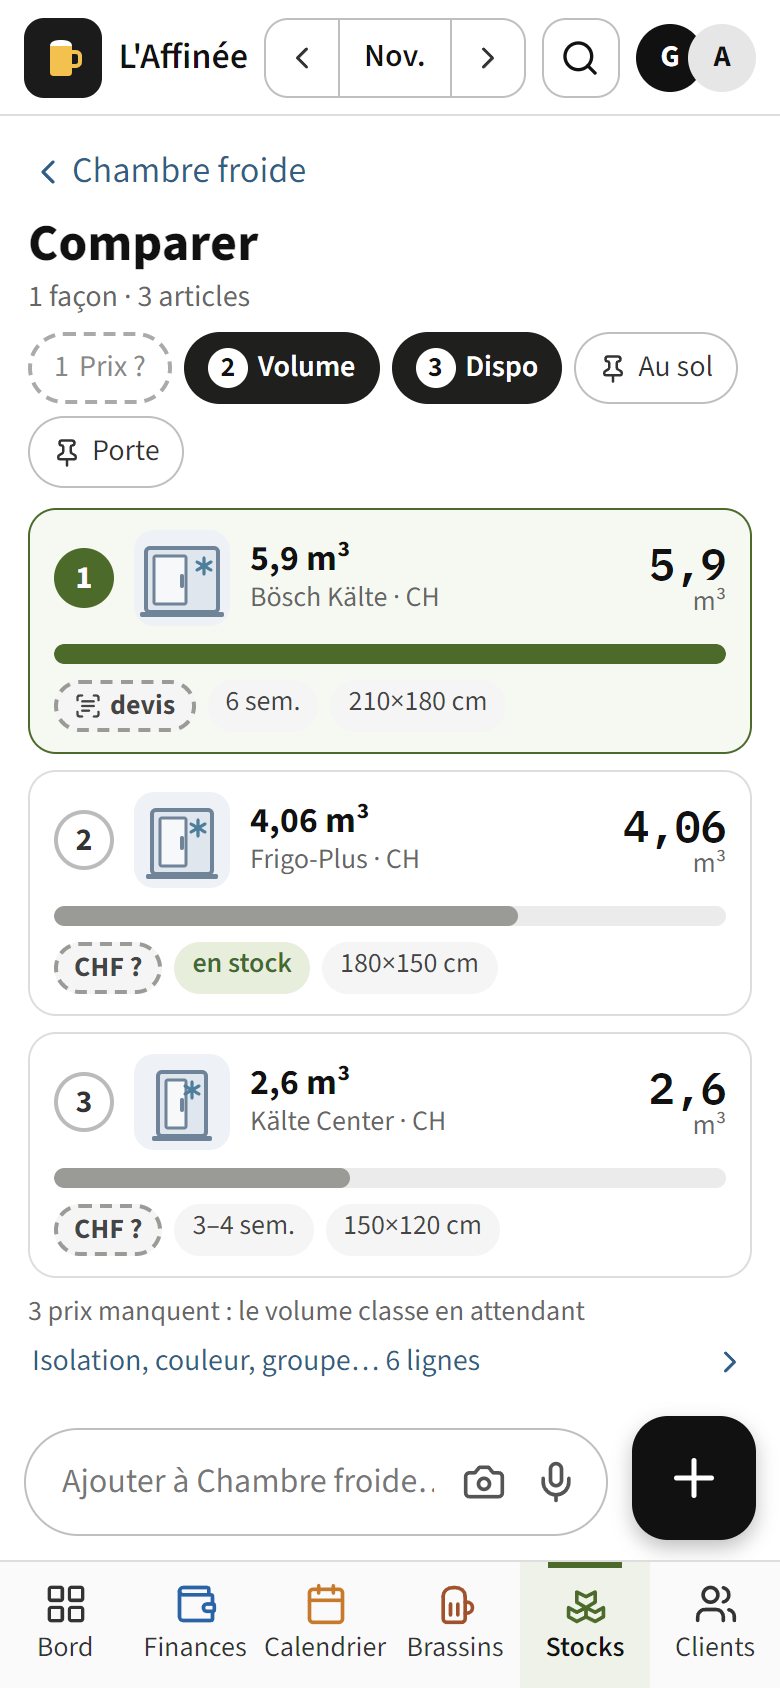 L'Affinée
Nov.
G
A
Chambre froide
Comparer
1 façon · 3 articles
1 Prix ?
2 Volume
3 Dispo
Au sol
Porte
1
5,9 m³
Bösch Kälte · CH
5,9
m³
devis
6 sem.
210×180 cm
2
4,06 m³
Frigo-Plus · CH
4,06
m³
CHF ?
en stock
180×150 cm
3
2,6 m³
Kälte Center · CH
2,6
m³
CHF ?
3–4 sem.
150×120 cm
3 prix manquent : le volume classe en attendant
Isolation, couleur, groupe… 6 lignes
Ajouter à Chambre froide…
Bord
Finances
Calendrier
Brassins
Stocks
Clients